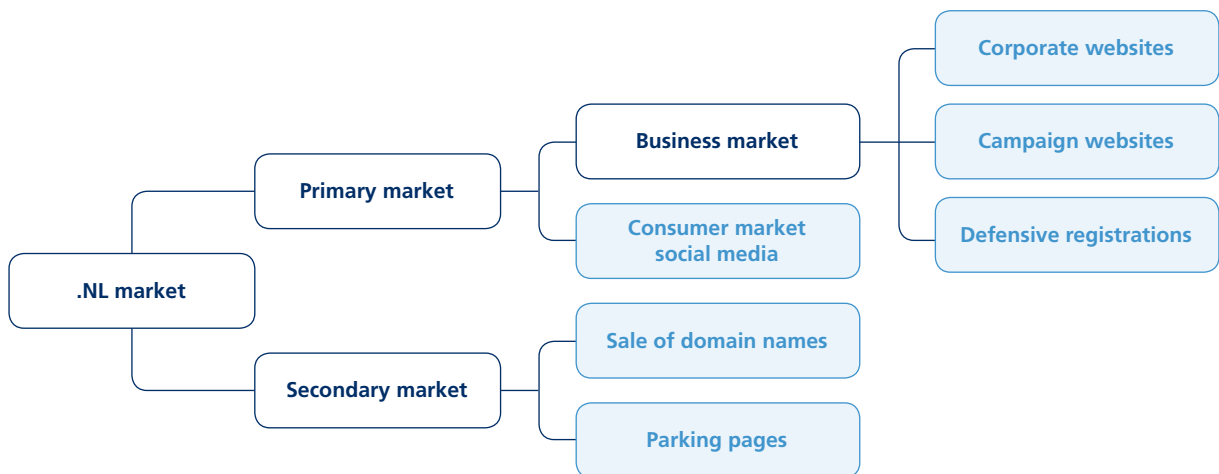 Corporate websites
Business market
Campaign websites
Primary market
Consumer market
social media
Defensive registrations
.NL market
Sale of domain names
Secondary market
Parking pages